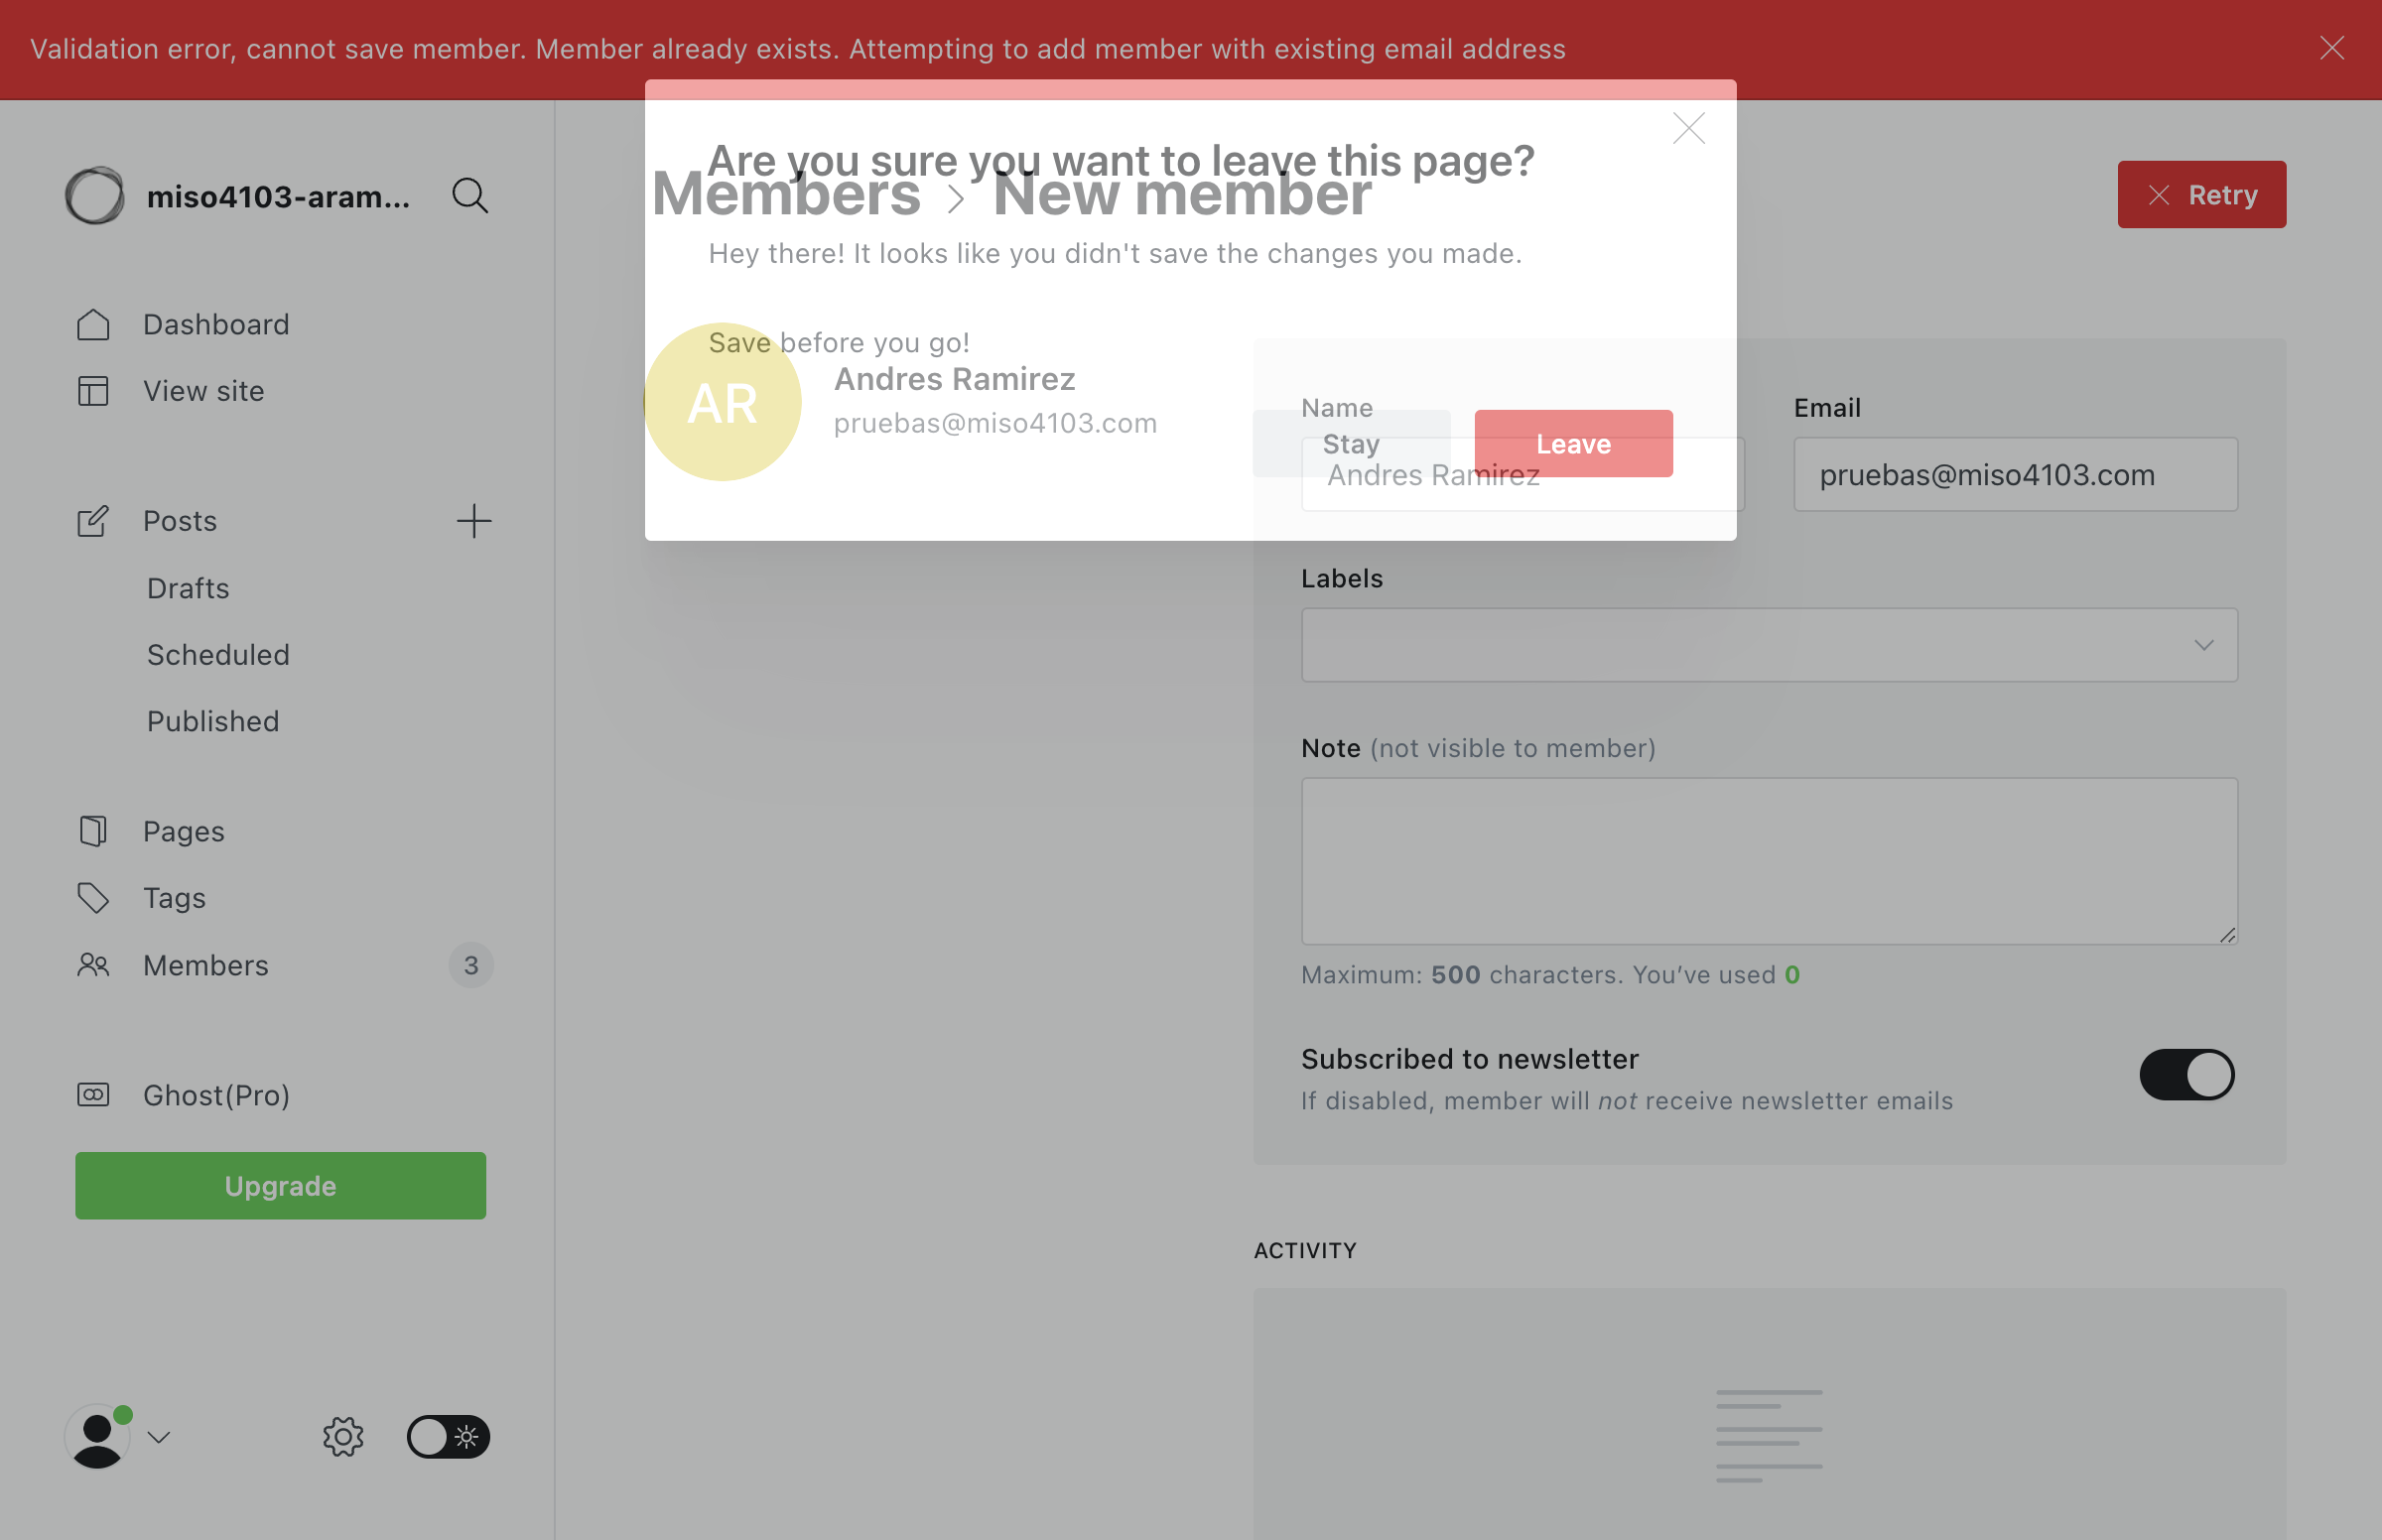 Validation error, cannot save member. Member already exists. Attempting to add member with existing email address
miso4103-aram...
Dashboard
View site
Posts
Drafts
Scheduled
Published
Pages
Tags
Members 3
Ghost(Pro)
Upgrade
Are you sure you want to leave this page?
Members > New member
Retry
Hey there! It looks like you didn't save the changes you made.
Save before you go!
AR
Andres Ramirez
pruebas@miso4103.com
Stay
Leave
Name
Andres Ramirez
Email
pruebas@miso4103.com
Labels
Note (not visible to member)
Maximum: 500 characters. You’ve used 0
Subscribed to newsletter
If disabled, member will not receive newsletter emails
ACTIVITY